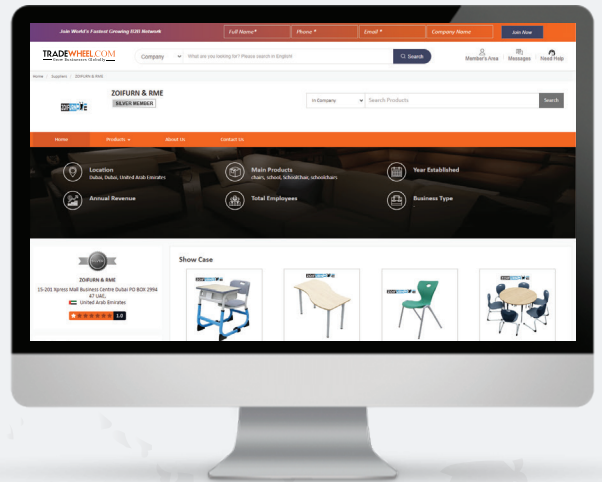 Join World's Fastest Growing B2B Network
Full Name*
Phone *
Email *
Company Name
Join Now
TRADEWHEEL.COM
Grow Businesses Globally
Company
What are you looking for? Please search in English!
Search
Member's Area
Messages
Need Help
Home / Suppliers / ZOIFURN & RME
ZOIFURN & RME
SILVER MEMBER
In Company
Search Products
Search
Home
Products
About Us
Contact Us
Location
Dubai, Dubai, United Arab Emirates
Main Products
chairs, school, SchoolChair, schoolchairs
Year Established
Annual Revenue
Total Employees
Business Type
ZOIFURN & RME
15-201 Xpress Mall Business Centre Dubai PO BOX 2994
47 UAE,
United Arab Emirates
1.0
Show Case